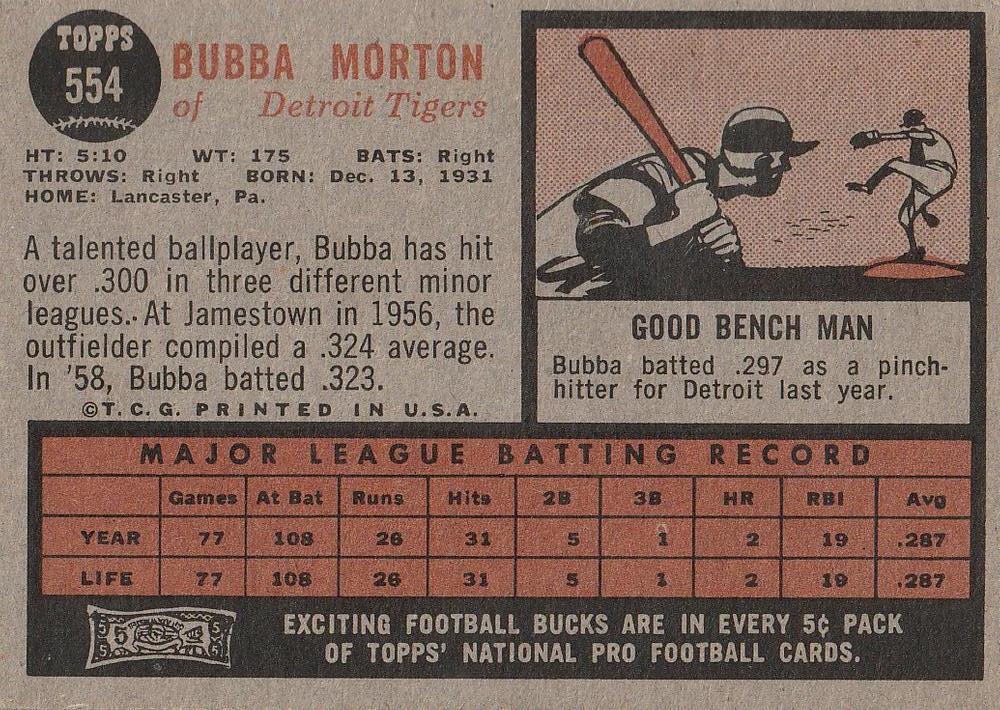 TOPPS
554
BUBBA MORTON
of Detroit Tigers
HT: 5:10 WT: 175 BATS: Right
THROWS: Right BORN: Dec. 13, 1931
HOME: Lancaster, Pa.
A talented ballplayer, Bubba has hit
over .300 in three different minor
leagues. At Jamestown in 1956, the
outfielder compiled a .324 average.
In '58, Bubba batted .323.
©T.C.G. PRINTED IN U.S.A.
GOOD BENCH MAN
Bubba batted .297 as a pinch-
hitter for Detroit last year.
MAJOR LEAGUE BATTING RECORD
Games At Bat Runs Hits 2B 3B HR RBI Avg
YEAR 77 108 26 31 5 1 2 19 .287
LIFE 77 108 26 31 5 1 2 19 .287
5 5 5 5 5
EXCITING FOOTBALL BUCKS ARE IN EVERY 5¢ PACK
OF TOPPS' NATIONAL PRO FOOTBALL CARDS.